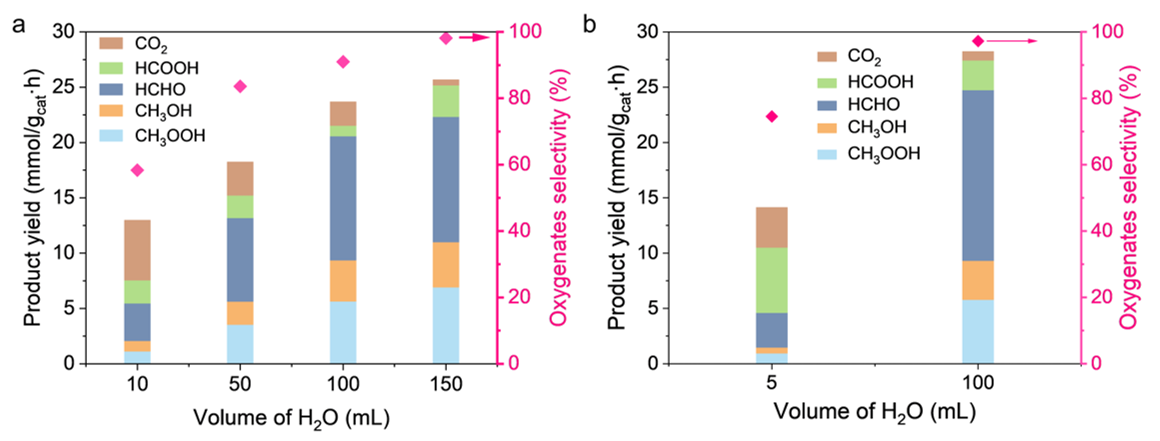 a
Product yield (mmol/g_cat·h)
30
25
20
15
10
5
0
CO₂
HCOOH
HCHO
CH₃OH
CH₃OOH
100
80
60
40
20
0
Oxygenates selectivity (%)
10 50 100 150
Volume of H₂O (mL)
b
Product yield (mmol/g_cat·h)
30
25
20
15
10
5
0
CO₂
HCOOH
HCHO
CH₃OH
CH₃OOH
100
80
60
40
20
0
Oxygenates selectivity (%)
5 100
Volume of H₂O (mL)